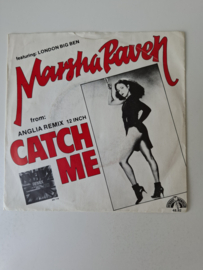 featuring: LONDON BIG BEN
Marsha Raven
from:
ANGLIA REMIX 12 INCH
CATCH
ME